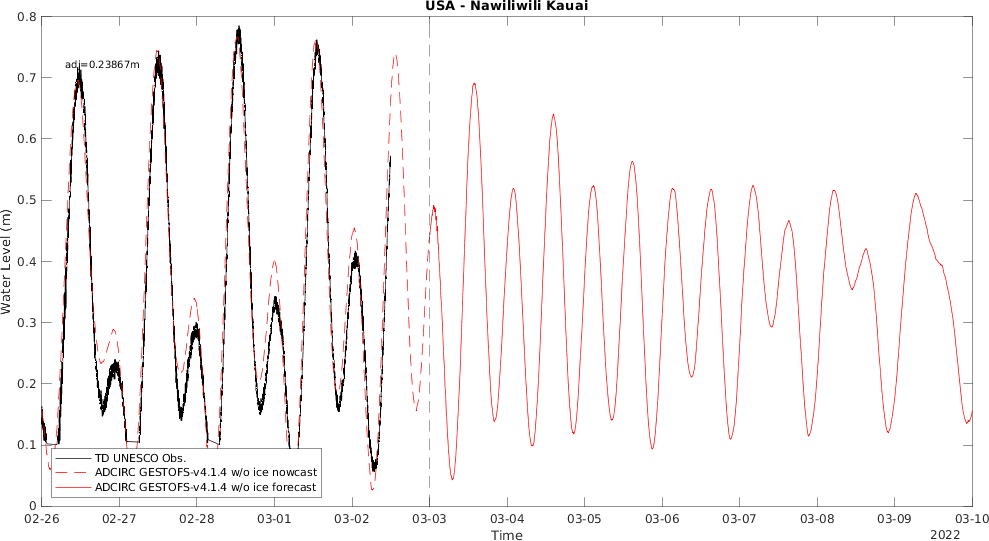 USA - Nawiliwili Kauai
0.8
0.7
0.6
0.5
0.4
0.3
0.2
0.1
0
Water Level (m)
adj=0.23867m
TD UNESCO Obs.
ADCIRC GESTOFS-v4.1.4 w/o ice nowcast
ADCIRC GESTOFS-v4.1.4 w/o ice forecast
02-26 02-27 02-28 03-01 03-02 03-03 03-04 03-05 03-06 03-07 03-08 03-09 03-10
Time
2022